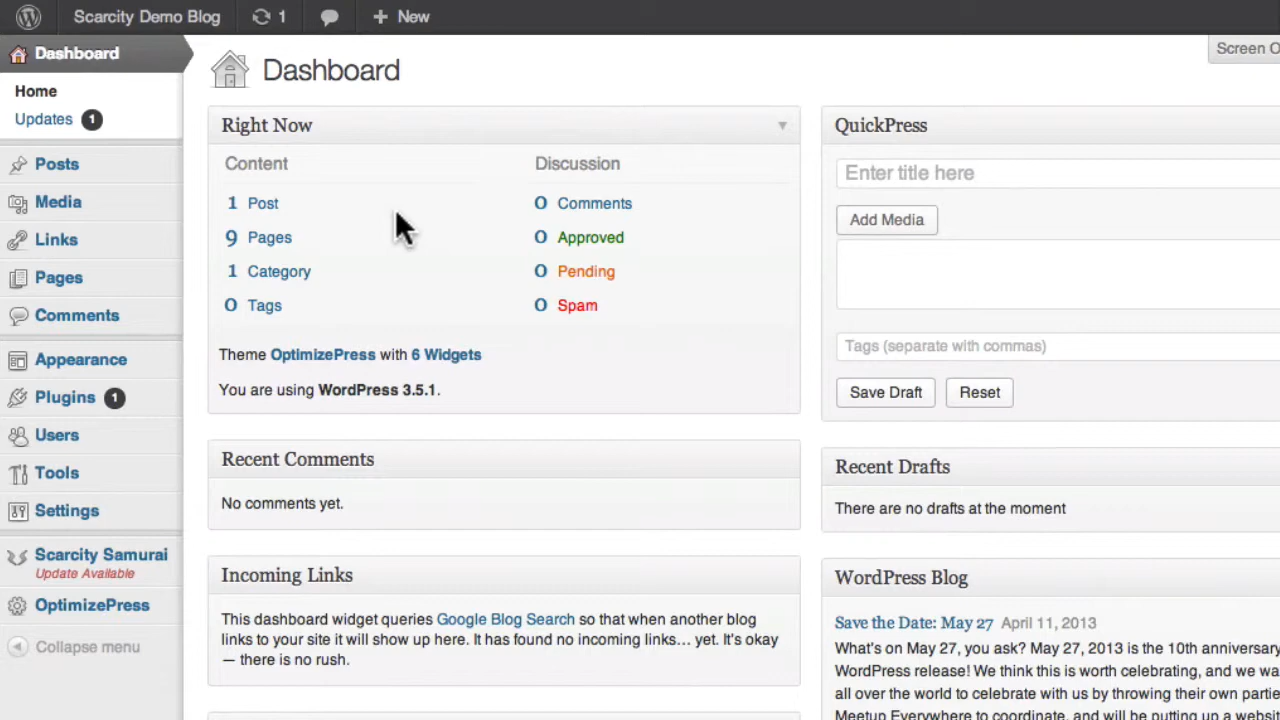 Scarcity Demo Blog 1 New
Dashboard
Home
Updates 1
Posts
Media
Links
Pages
Comments
Appearance
Plugins 1
Users
Tools
Settings
Scarcity Samurai
Update Available
OptimizePress
Collapse menu
Screen O
Dashboard
Right Now
Content
1 Post
9 Pages
1 Category
0 Tags
Discussion
0 Comments
0 Approved
0 Pending
0 Spam
Theme OptimizePress with 6 Widgets
You are using WordPress 3.5.1.
Recent Comments
No comments yet.
Incoming Links
This dashboard widget queries Google Blog Search so that when another blog
links to your site it will show up here. It has found no incoming links… yet. It's okay
— there is no rush.
QuickPress
Enter title here
Add Media
Tags (separate with commas)
Save Draft Reset
Recent Drafts
There are no drafts at the moment
WordPress Blog
Save the Date: May 27 April 11, 2013
What's on May 27, you ask? May 27, 2013 is the 10th anniversary
WordPress release! We think this is worth celebrating, and we wa
all over the world to celebrate with us by throwing their own partie
Meetup Everywhere to coordinate, and will be putting up a website